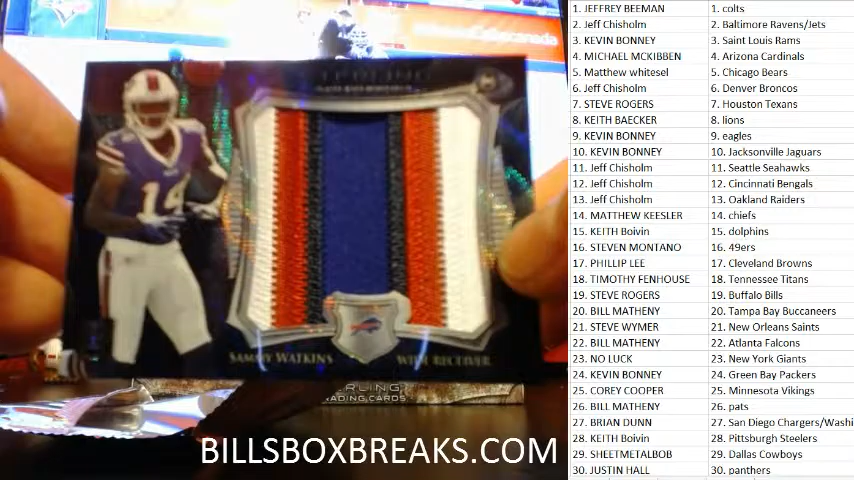 STERLING
14
SAMMY WATKINS WIDE RECEIVER
ERLING
RADING CARDS
BILLSBOXBREAKS.COM
1. JEFFREY BEEMAN 1. colts
2. Jeff Chisholm 2. Baltimore Ravens/Jets
3. KEVIN BONNEY 3. Saint Louis Rams
4. MICHAEL MCKIBBEN 4. Arizona Cardinals
5. Matthew whitesel 5. Chicago Bears
6. Jeff Chisholm 6. Denver Broncos
7. STEVE ROGERS 7. Houston Texans
8. KEITH BAECKER 8. lions
9. KEVIN BONNEY 9. eagles
10. KEVIN BONNEY 10. Jacksonville Jaguars
11. Jeff Chisholm 11. Seattle Seahawks
12. Jeff Chisholm 12. Cincinnati Bengals
13. Jeff Chisholm 13. Oakland Raiders
14. MATTHEW KEESLER 14. chiefs
15. KEITH Boivin 15. dolphins
16. STEVEN MONTANO 16. 49ers
17. PHILLIP LEE 17. Cleveland Browns
18. TIMOTHY FENHOUSE 18. Tennessee Titans
19. STEVE ROGERS 19. Buffalo Bills
20. BILL MATHENY 20. Tampa Bay Buccaneers
21. STEVE WYMER 21. New Orleans Saints
22. BILL MATHENY 22. Atlanta Falcons
23. NO LUCK 23. New York Giants
24. KEVIN BONNEY 24. Green Bay Packers
25. COREY COOPER 25. Minnesota Vikings
26. BILL MATHENY 26. pats
27. BRIAN DUNN 27. San Diego Chargers/Washi
28. KEITH Boivin 28. Pittsburgh Steelers
29. SHEETMETALBOB 29. Dallas Cowboys
30. JUSTIN HALL 30. panthers